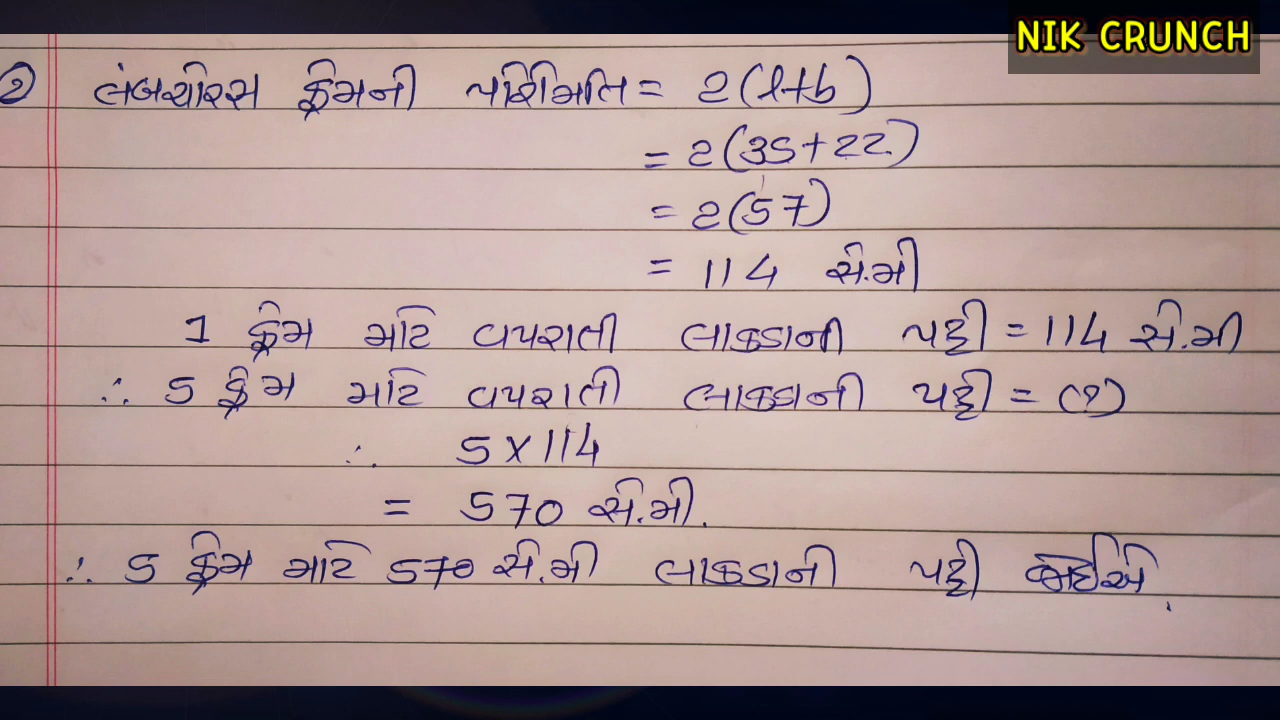 NIK CRUNCH
② લંબચોરસ ફ્રેમની પરિમિતિ = 2(l+b)
= 2(35+22)
= 2(57)
= 114 સે.મી
1 ફ્રેમ માટે વપરાતી લાકડાની પટ્ટી = 114 સે.મી
∴ 5 ફ્રેમ માટે વપરાતી લાકડાની પટ્ટી = (?)
∴ 5 x 114
= 570 સે.મી.
∴ 5 ફ્રેમ માટે 570 સે.મી લાકડાની પટ્ટી જોઈએ.